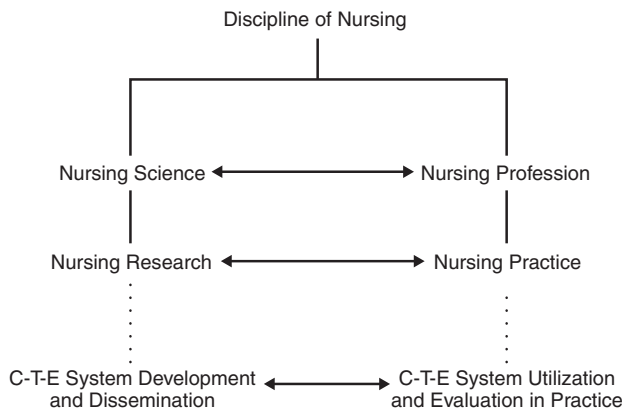 Discipline of Nursing
Nursing Science
Nursing Profession
Nursing Research
Nursing Practice
C-T-E System Development
and Dissemination
C-T-E System Utilization
and Evaluation in Practice